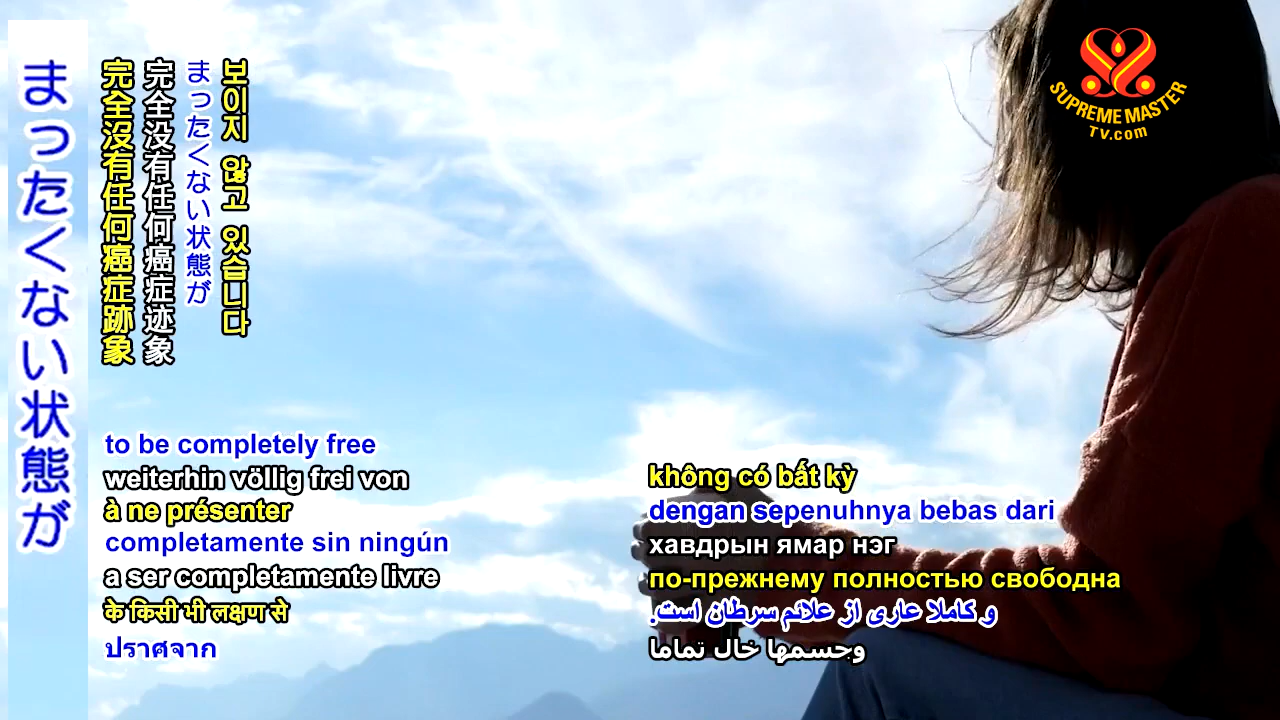 まったくない状態が
完全沒有任何癌症跡象
完全没有任何癌症迹象
まったくない状態が
보이지 않고 있습니다
SUPREME MASTER
TV.com
to be completely free
weiterhin völlig frei von
à ne présenter
completamente sin ningún
a ser completamente livre
के किसी भी लक्षण से
ปราศจาก
không có bất kỳ
dengan sepenuhnya bebas dari
хавдрын ямар нэг
по-прежнему полностью свободна
و کاملا عاری از علائم سرطان است.
وجسمها خال تماما